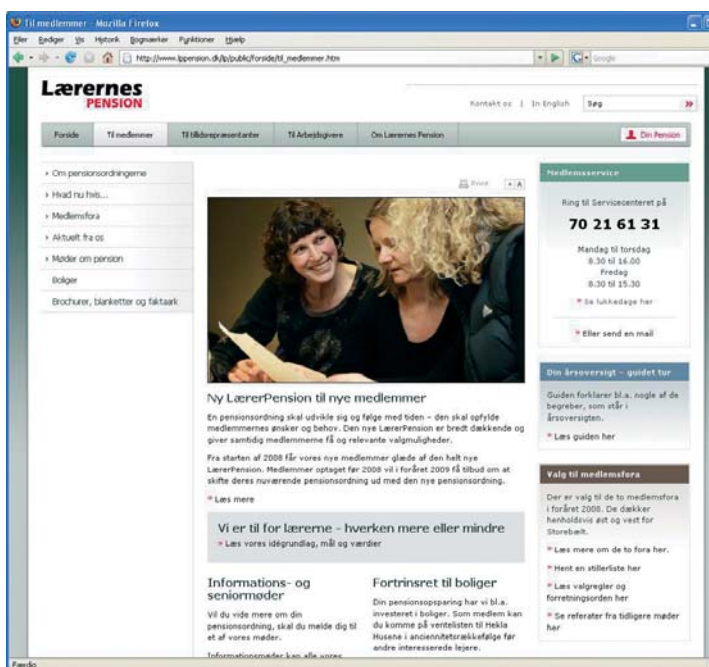 Til medlemmer - Mozilla Firefox
Filer Rediger Vis Historik Bogmærker Funktioner Hjælp
http://www.lppension.dk/lp/public/forside/til_medlemmer.htm
Google
Lærernes
PENSION
Kontakt os | In English Søg
Forside Til medlemmer Til tillidsrepræsentanter Til Arbejdsgivere Om Lærernes Pension Din Pension
Om pensionsordningerne
Hvad nu hvis...
Medlemsfora
Aktuelt fra os
Møder om pension
Boliger
Brochurer, blanketter og faktaark
Print A
Ny LærerPension til nye medlemmer
En pensionsordning skal udvikle sig og følge med tiden – den skal opfylde
medlemmernes ønsker og behov. Den nye LærerPension er bredt dækkende og
giver samtidig medlemmerne få og relevante valgmuligheder.
Fra starten af 2008 får vores nye medlemmer glæde af den helt nye
LærerPension. Medlemmer optaget før 2008 vil i foråret 2009 få tilbud om at
skifte deres nuværende pensionsordning ud med den nye pensionsordning.
Læs mere
Vi er til for lærerne - hverken mere eller mindre
Læs vores idégrundlag, mål og værdier
Informations- og
seniormøder
Vil du vide mere om din
pensionsordning, skal du melde dig til
et af vores møder.
Informationsmøder kan alle vores
Fortrinsret til boliger
Din pensionsopsparing har vi bl.a.
investeret i boliger. Som medlem kan
du komme på ventelisten til Hekla
Husene i anciennitetsrækkefølge før
andre interesserede lejere.
Medlemsservice
Ring til Servicecenteret på
70 21 61 31
Mandag til torsdag
8.30 til 16.00
Fredag
8.30 til 15.30
Se lukkedage her
Eller send en mail
Din årsoversigt – guidet tur
Guiden forklarer bl.a. nogle af de
begreber, som står i
årsoversigten.
Læs guiden her
Valg til medlemsfora
Der er valg til de to medlemsfora
i foråret 2008. De dækker
henholdsvis øst og vest for
Storebælt.
Læs mere om de to fora her.
Hent en stillerliste her
Læs valgregler og
forretningsorden her
Se referater fra tidligere møder
her
Færdig